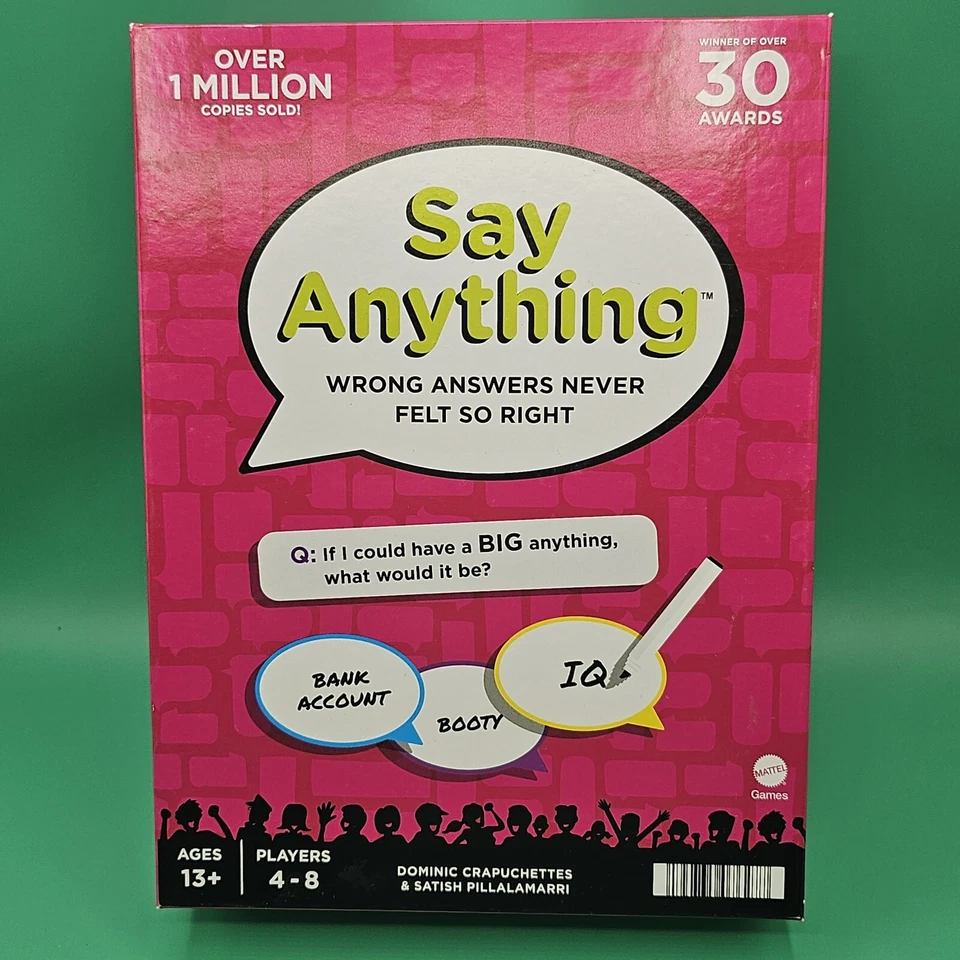 OVER
1 MILLION
COPIES SOLD!
WINNER OF OVER
30
AWARDS
Say
Anything™
WRONG ANSWERS NEVER
FELT SO RIGHT
Q: If I could have a BIG anything,
what would it be?
BANK
ACCOUNT
BOOTY
IQ
MATTEL
Games
AGES
13+
PLAYERS
4 - 8
DOMINIC CRAPUCHETTES
& SATISH PILLALAMARRI